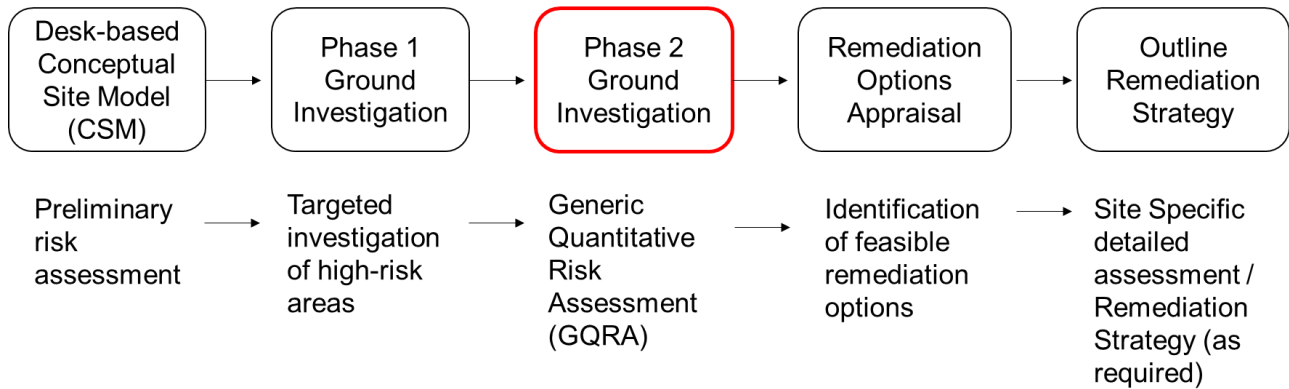 Desk-based
Conceptual
Site Model
(CSM)
Phase 1
Ground
Investigation
Phase 2
Ground
Investigation
Remediation
Options
Appraisal
Outline
Remediation
Strategy
Preliminary
risk
assessment
Targeted
investigation
of high-risk
areas
Generic
Quantitative
Risk
Assessment
(GQRA)
Identification
of feasible
remediation
options
Site Specific
detailed
assessment /
Remediation
Strategy (as
required)